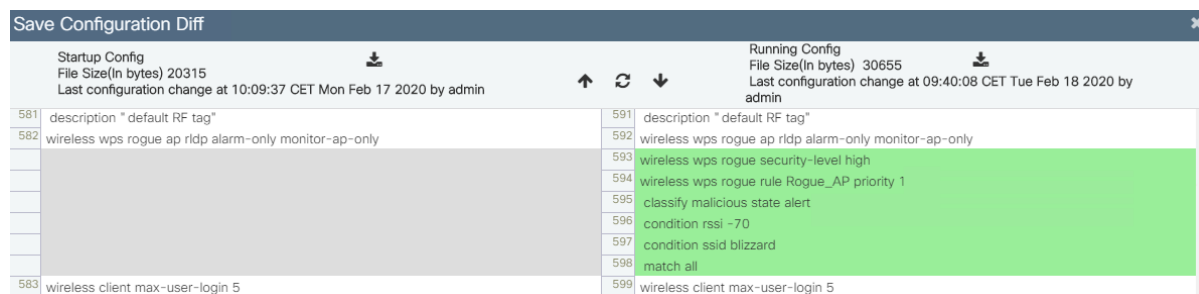 Save Configuration Diff
Startup Config
File Size(In bytes) 20315
Last configuration change at 10:09:37 CET Mon Feb 17 2020 by admin
Running Config
File Size(In bytes) 30655
Last configuration change at 09:40:08 CET Tue Feb 18 2020 by
admin
581 description " default RF tag"
582 wireless wps rogue ap rldp alarm-only monitor-ap-only
583 wireless client max-user-login 5
591 description " default RF tag"
592 wireless wps rogue ap rldp alarm-only monitor-ap-only
593 wireless wps rogue security-level high
594 wireless wps rogue rule Rogue_AP priority 1
595 classify malicious state alert
596 condition rssi -70
597 condition ssid blizzard
598 match all
599 wireless client max-user-login 5